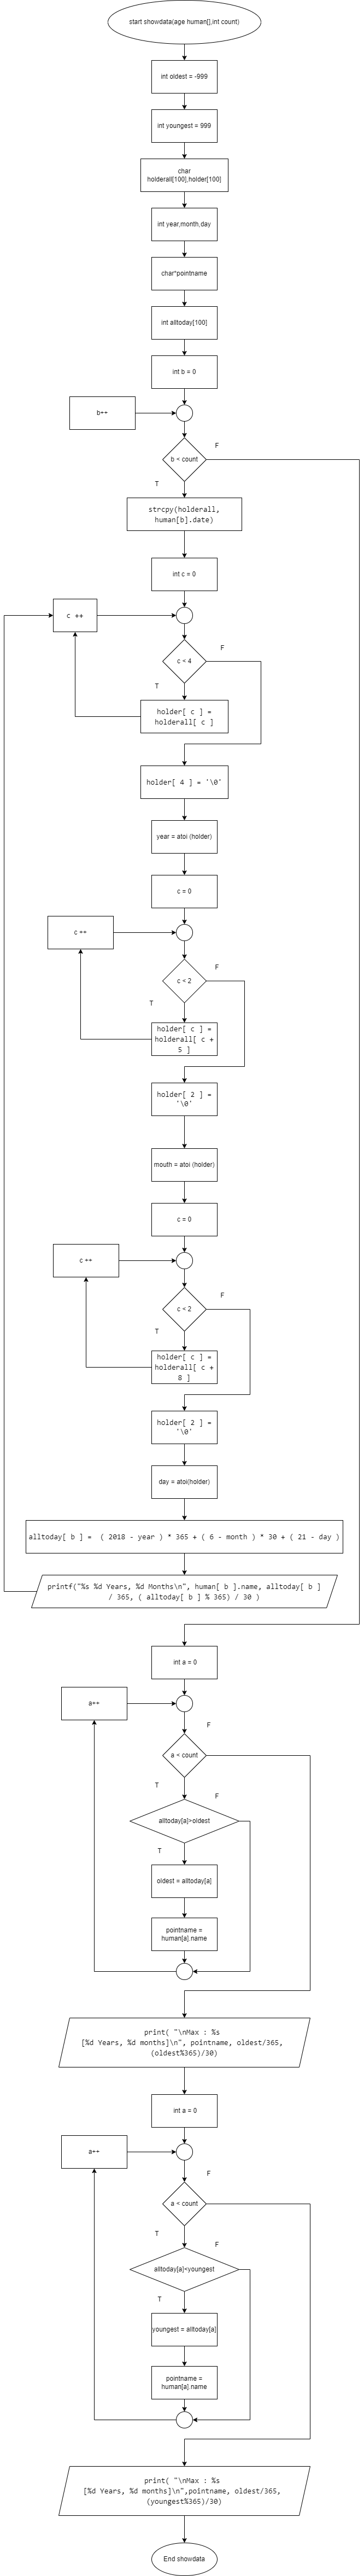 start showdata(age human[],int count)
int oldest = -999
int youngest = 999
char
holderall[100],holder[100]
int year,month,day
char*pointname
int alltoday[100]
int b = 0
b++
b < count
F
T
strcpy(holderall,
human[b].date)
int c = 0
c ++
c < 4
F
T
holder[ c ] =
holderall[ c ]
holder[ 4 ] = '\0'
year = atoi (holder)
c = 0
c ++
c < 2
F
T
holder[ c ] =
holderall[ c +
5 ]
holder[ 2 ] =
'\0'
mouth = atoi (holder)
c = 0
c ++
c < 2
F
T
holder[ c ] =
holderall[ c +
8 ]
holder[ 2 ] =
'\0'
day = atoi(holder)
alltoday[ b ] =  ( 2018 - year ) * 365 + ( 6 - month ) * 30 + ( 21 - day )
printf("%s %d Years, %d Months\n", human[ b ].name, alltoday[ b ]
/ 365, ( alltoday[ b ] % 365) / 30 )
int a = 0
a++
F
a < count
T
F
alltoday[a]>oldest
T
oldest = alltoday[a]
pointname =
human[a].name
print( "\nMax : %s
[%d Years, %d months]\n", pointname, oldest/365,
(oldest%365)/30)
int a = 0
a++
F
a < count
T
F
alltoday[a]<youngest
T
youngest = alltoday[a]
pointname =
human[a].name
print( "\nMax : %s
[%d Years, %d months]\n",pointname, oldest/365,
(youngest%365)/30)
End showdata